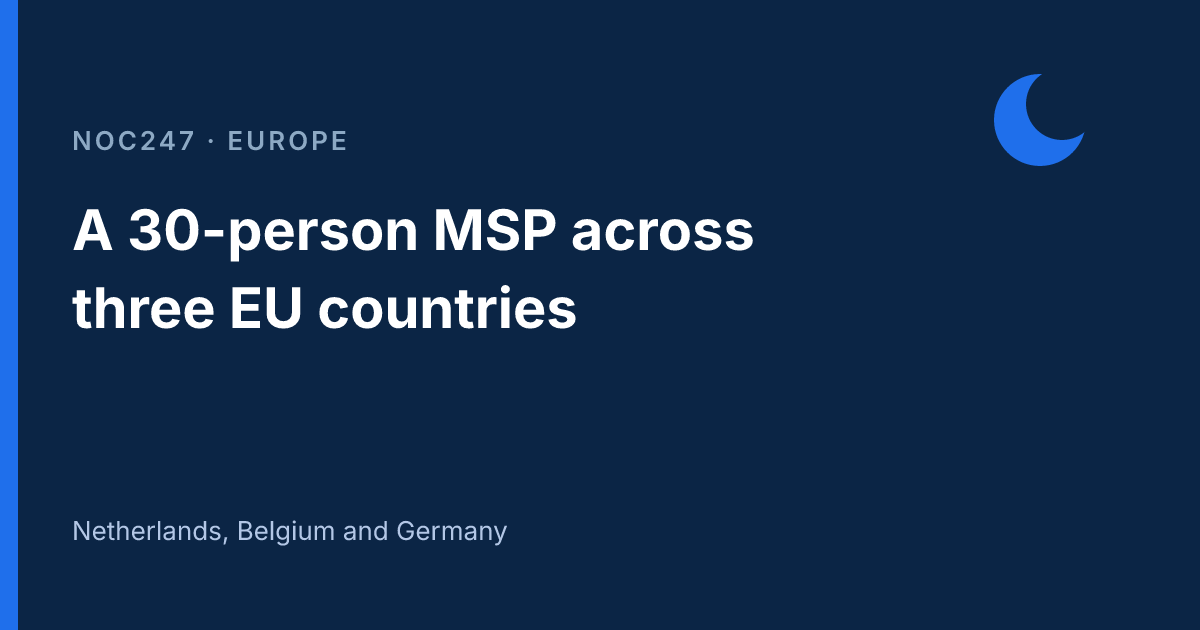 NOC247 · EUROPE
A 30-person MSP across
three EU countries
Netherlands, Belgium and Germany